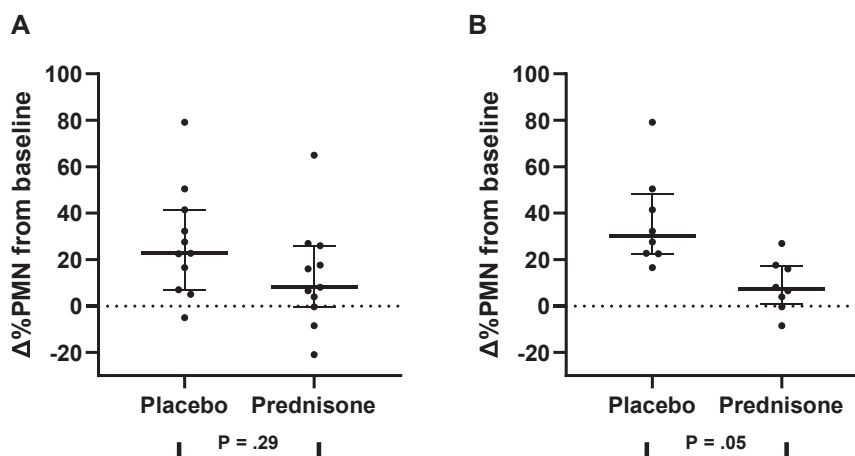 A
Δ%PMN from baseline
100
80
60
40
20
0
-20
Placebo Prednisone
P = .29
B
Δ%PMN from baseline
100
80
60
40
20
0
-20
Placebo Prednisone
P = .05